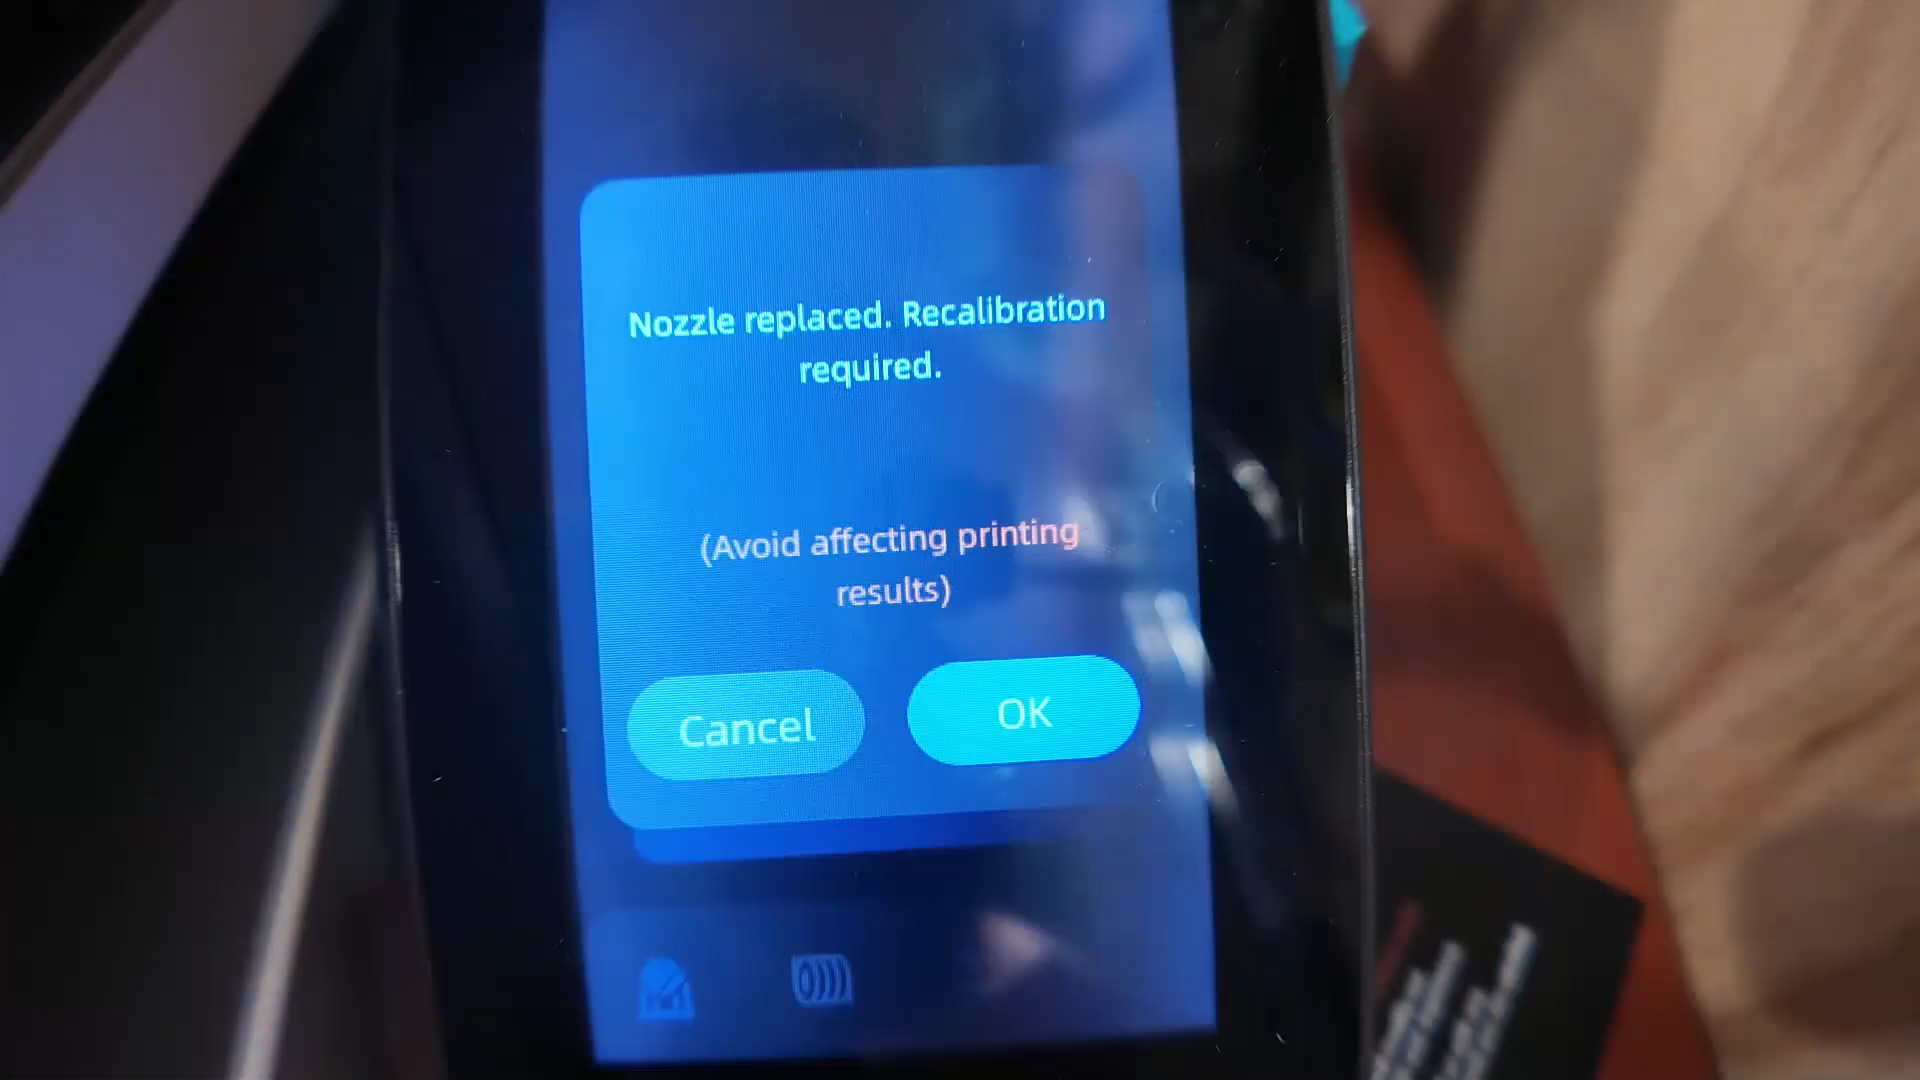 Nozzle replaced. Recalibration
required.
(Avoid affecting printing
results)
Cancel
OK